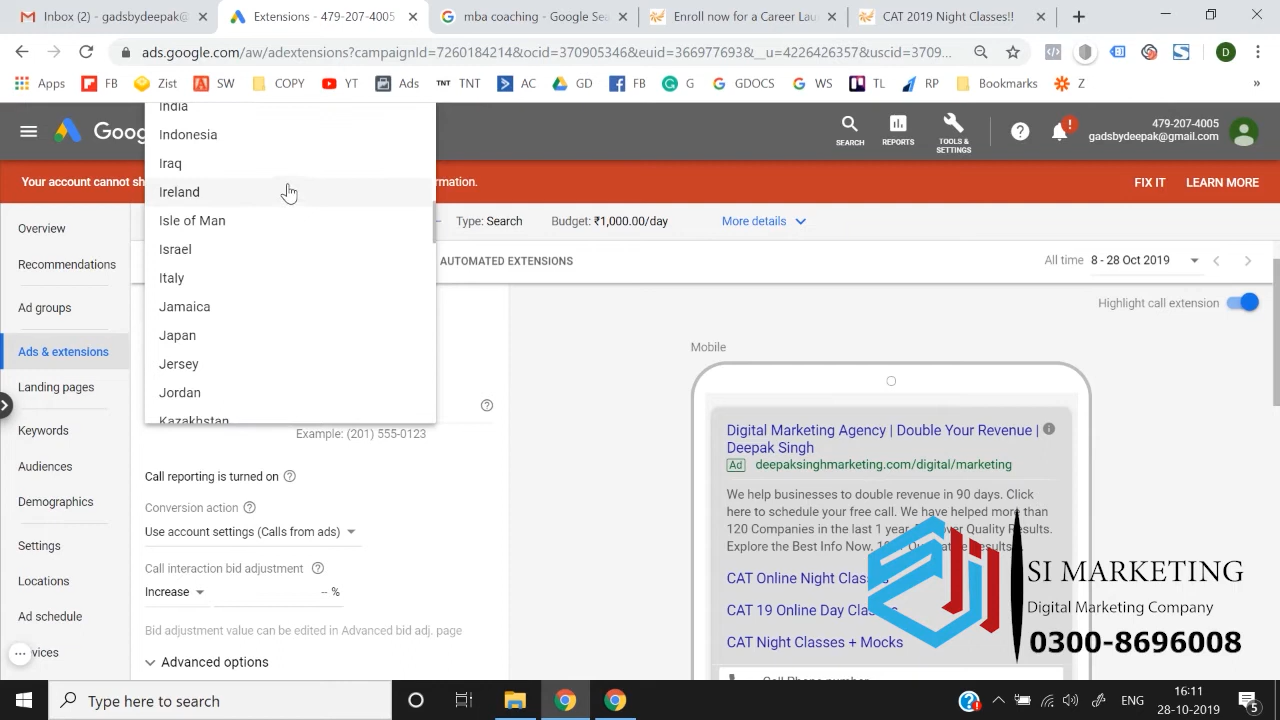 Inbox (2) - gadsbydeepak@
Extensions - 479-207-4005
mba coaching - Google Se
Enroll now for a Career Lau
CAT 2019 Night Classes!!
ads.google.com/aw/adextensions?campaignId=7260184214&ocid=370905346&euid=366977693&__u=4226426357&uscid=3709...
D
Apps FB Zist SW COPY YT Ads TNT TNT AC GD FB G GDOCS WS TL RP Bookmarks Z »
India
Indonesia
Iraq
Ireland
Isle of Man
Israel
Italy
Jamaica
Japan
Jersey
Jordan
Kazakhstan
Goog
SEARCH
REPORTS
TOOLS & SETTINGS
479-207-4005
gadsbydeepak@gmail.com
Your account cannot sh
rmation.
FIX IT LEARN MORE
Type: Search Budget: ₹1,000.00/day More details
AUTOMATED EXTENSIONS
All time 8 - 28 Oct 2019
Overview
Recommendations
Ad groups
Ads & extensions
Landing pages
Keywords
Audiences
Demographics
Settings
Locations
Ad schedule
vices
Highlight call extension
Example: (201) 555-0123
Call reporting is turned on
Conversion action
Use account settings (Calls from ads)
Call interaction bid adjustment
Increase -- %
Bid adjustment value can be edited in Advanced bid adj. page
Advanced options
Mobile
Digital Marketing Agency | Double Your Revenue |
Deepak Singh
Ad deepaksinghmarketing.com/digital/marketing
We help businesses to double revenue in 90 days. Click
here to schedule your free call. We have helped more than
120 Companies in the last 1 year. over Quality Results.
Explore the Best Info Now. Results
CAT Online Night Clas
CAT 19 Online Day Cla
CAT Night Classes + Mocks
SI MARKETING
Digital Marketing Company
0300-8696008
Type here to search
ENG
16:11
28-10-2019
5